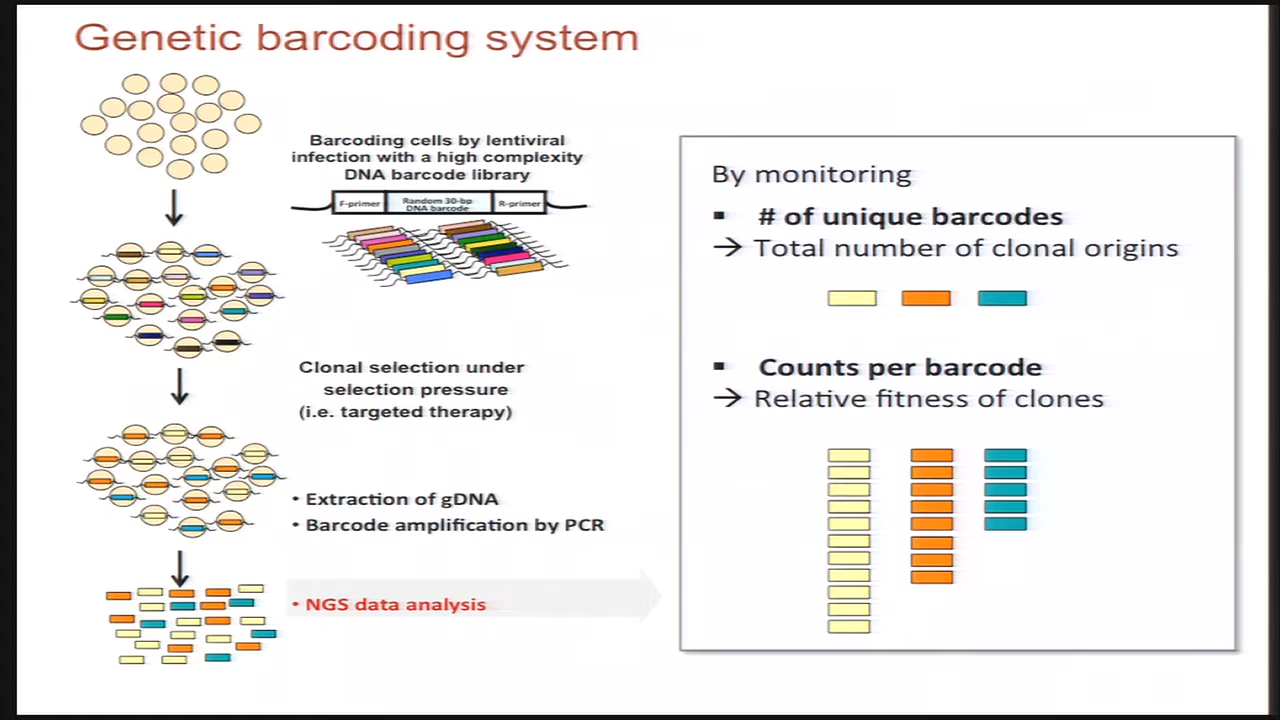 Genetic barcoding system
Barcoding cells by lentiviral
infection with a high complexity
DNA barcode library
F-primer
Random 30-bp
DNA barcode
R-primer
Clonal selection under
selection pressure
(i.e. targeted therapy)
• Extraction of gDNA
• Barcode amplification by PCR
• NGS data analysis
By monitoring
▪ # of unique barcodes
→ Total number of clonal origins
▪ Counts per barcode
→ Relative fitness of clones